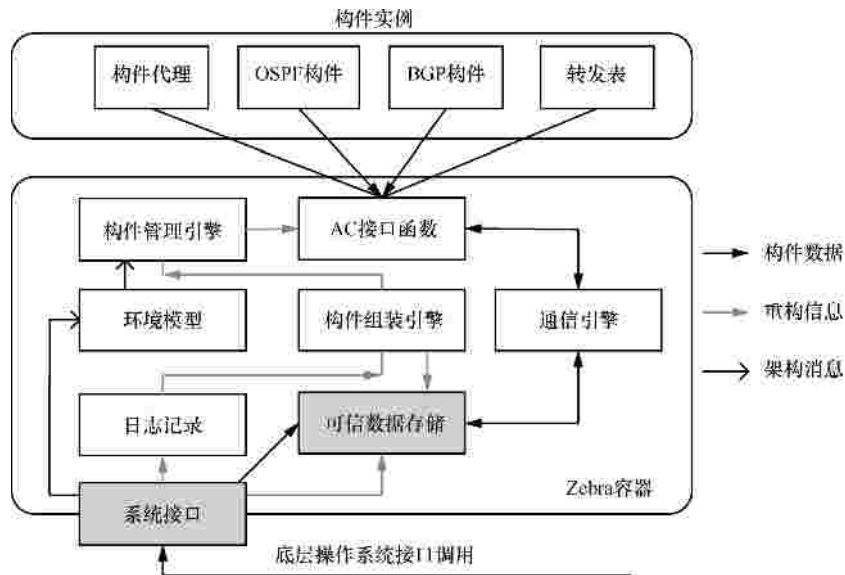 构件实例
构件代理
OSPF构件
BGP构件
转发表
构件管理引擎
AC接口函数
构件数据
环境模型
构件组装引擎
通信引擎
重构信息
架构消息
日志记录
可信数据存储
Zebra容器
系统接口
底层操作系统接口调用